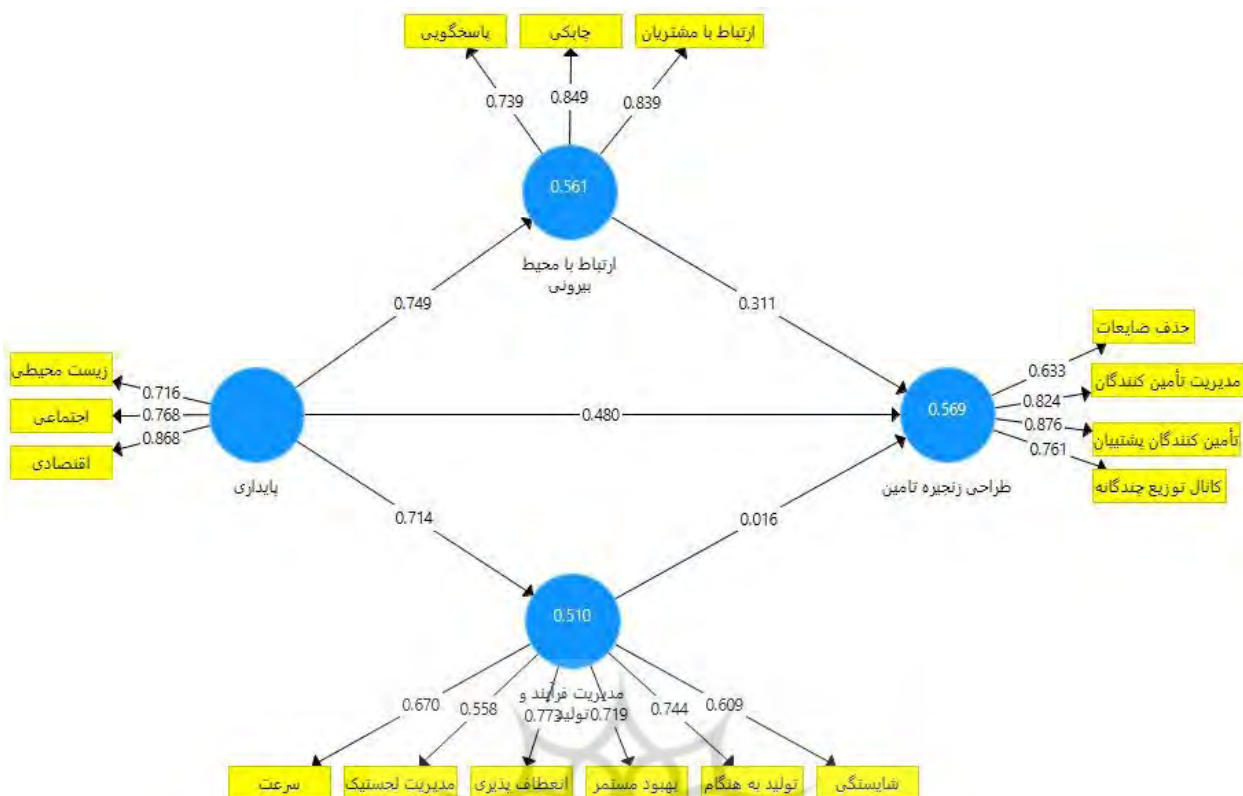 پاسخگویی
چابکی
ارتباط با مشتریان
0.739
0.849
0.839
0.561
ارتباط با محیط
بیرونی
0.749
0.311
زیست محیطی
اجتماعی
اقتصادی
0.716
0.768
0.868
پایداری
0.480
0.569
طراحی زنجیره تامین
حذف ضایعات
مدیریت تأمین کنندگان
تأمین کنندگان پشتیبان
کانال توزیع چندگانه
0.633
0.824
0.876
0.761
0.714
0.016
0.510
مدیریت فرآیند و
تولید
0.670
0.558
0.773
0.719
0.744
0.609
سرعت
مدیریت لجستیک
انعطاف پذیری
بهبود مستمر
تولید به هنگام
شایستگی